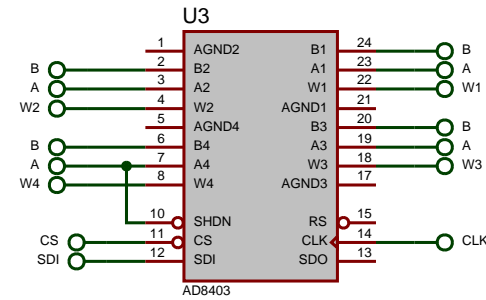 U3
1 AGND2 B1 24 B
B 2 B2 A1 23 A
A 3 A2 W1 22 W1
W2 4 W2 AGND1 21
5 AGND4 B3 20 B
B 6 B4 A3 19 A
A 7 A4 W3 18 W3
W4 8 W4 AGND3 17
10 SHDN RS 15
CS 11 CS CLK 14 CLK
SDI 12 SDI SDO 13
AD8403